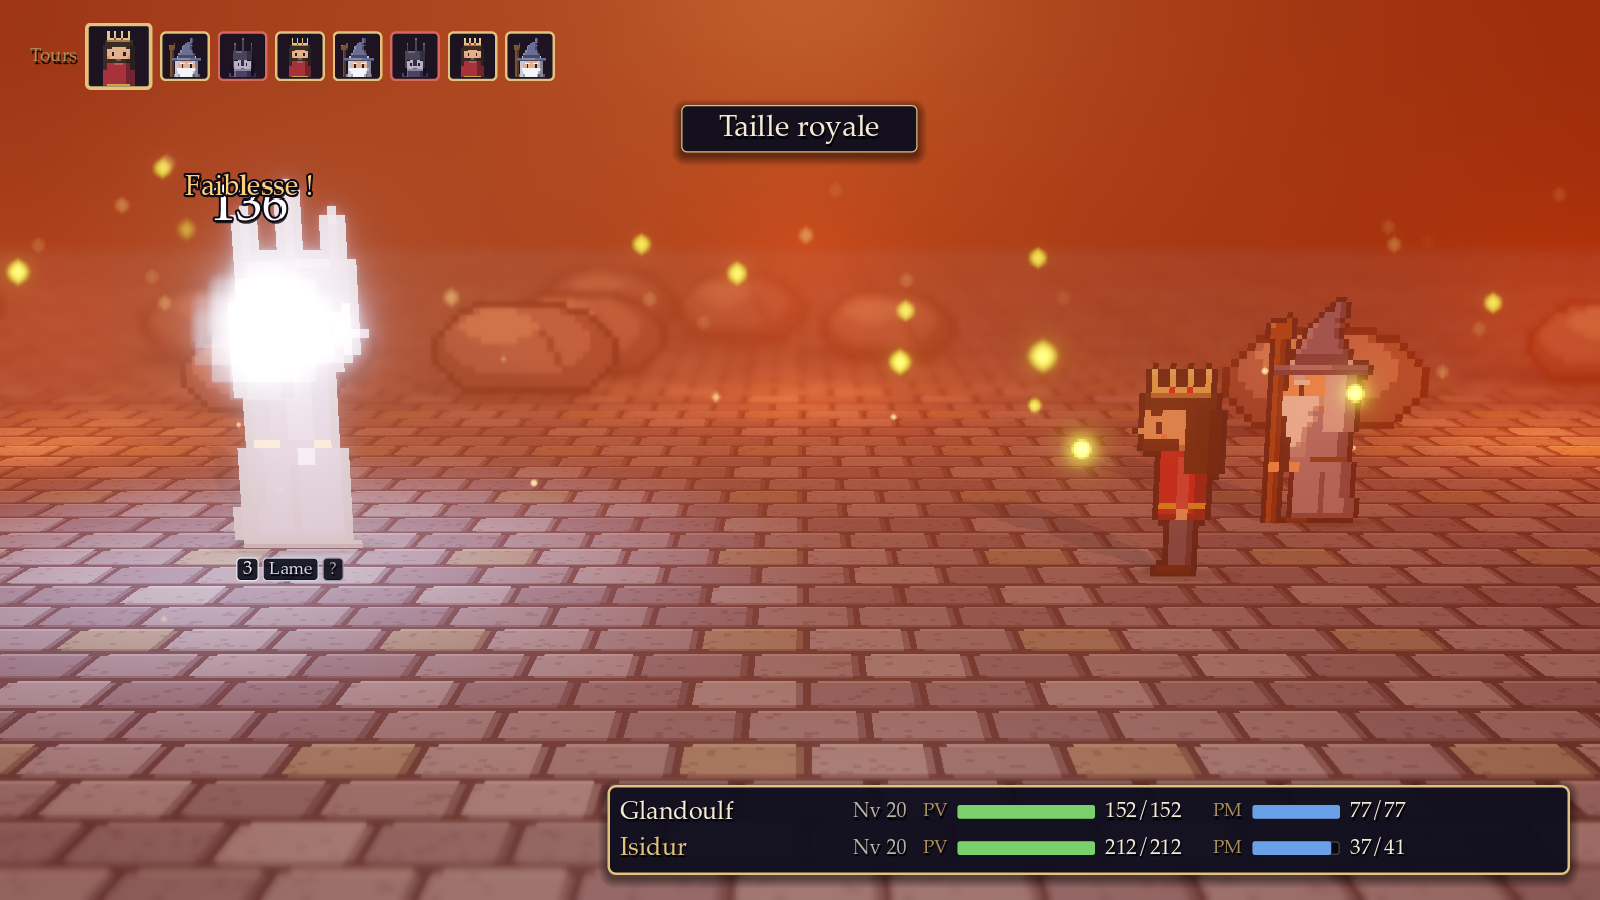 Tours
Taille royale
Faiblesse !
136
3 Lame ?
Glandoulf Nv 20 PV 152/152 PM 77/77
Isidur Nv 20 PV 212/212 PM 37/41